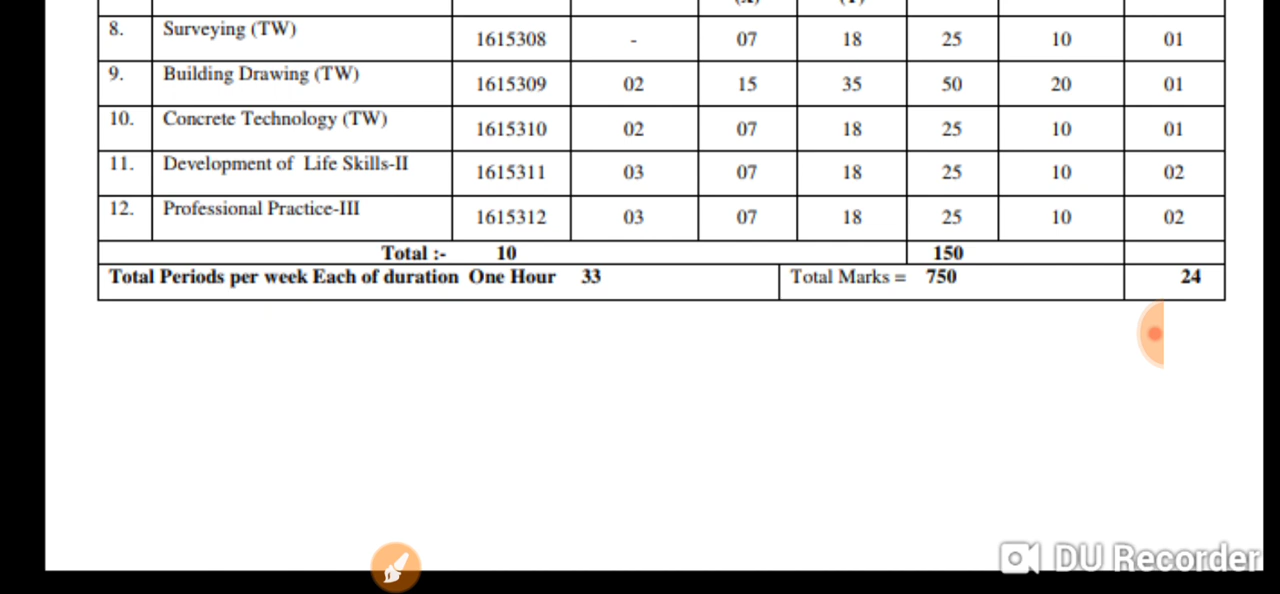 (X) (Y)
8. Surveying (TW) 1615308 - 07 18 25 10 01
9. Building Drawing (TW) 1615309 02 15 35 50 20 01
10. Concrete Technology (TW) 1615310 02 07 18 25 10 01
11. Development of Life Skills-II 1615311 03 07 18 25 10 02
12. Professional Practice-III 1615312 03 07 18 25 10 02
Total :- 10 150
Total Periods per week Each of duration One Hour 33 Total Marks = 750 24
DU Recorder